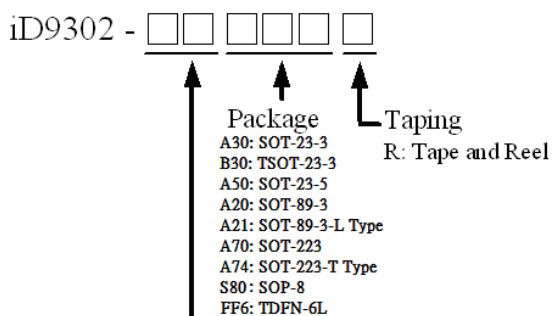 iD9302 - □□ □□□ □
Package
A30: SOT-23-3
B30: TSOT-23-3
A50: SOT-23-5
A20: SOT-89-3
A21: SOT-89-3-L Type
A70: SOT-223
A74: SOT-223-T Type
S80: SOP-8
FF6: TDFN-6L
Taping
R: Tape and Reel